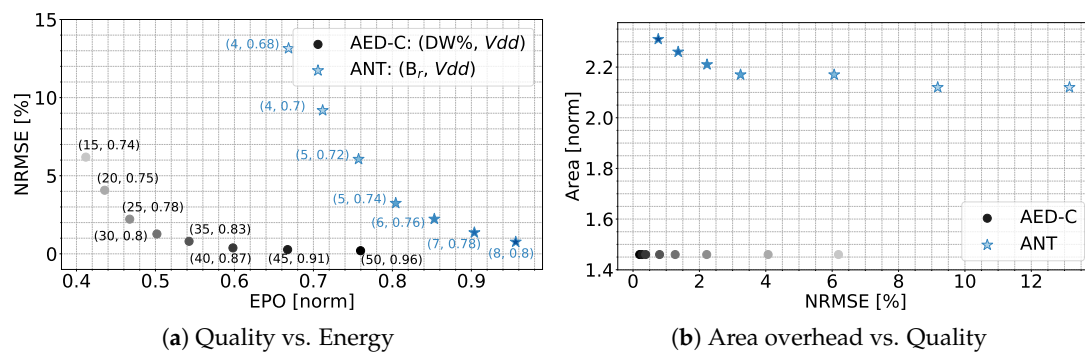 15
10
5
0
NRMSE [%]
(4, 0.68)
AED-C: (DW%, Vdd)
ANT: (Br, Vdd)
(4, 0.7)
(15, 0.74)
(5, 0.72)
(20, 0.75)
(25, 0.78)
(5, 0.74)
(30, 0.8)
(35, 0.83)
(6, 0.76)
(40, 0.87)
(45, 0.91)
(50, 0.96)
(7, 0.78)
(8, 0.8)
0.4 0.5 0.6 0.7 0.8 0.9
EPO [norm]
(a) Quality vs. Energy
2.2
2.0
1.8
1.6
1.4
Area [norm]
AED-C
ANT
0 2 4 6 8 10 12
NRMSE [%]
(b) Area overhead vs. Quality